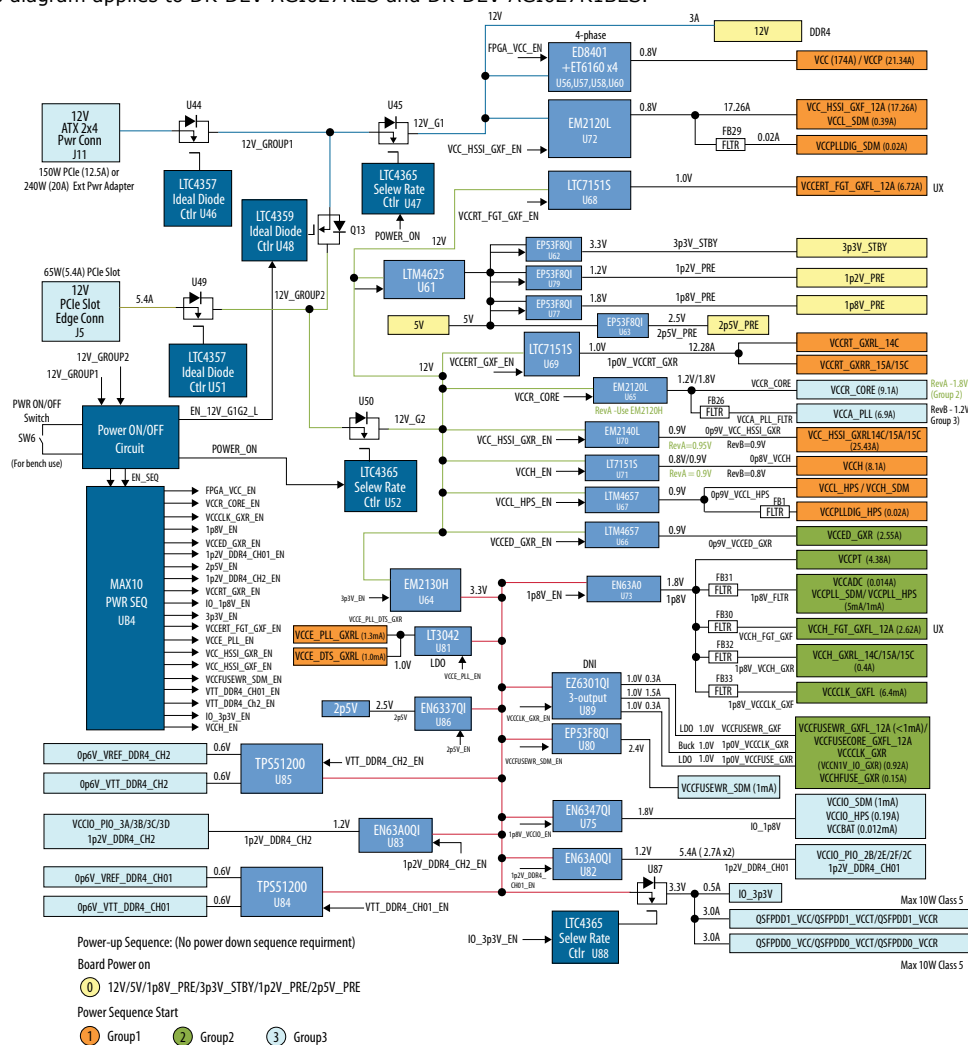 12V
3A
12V
DDR4
4-phase
FPGA_VCC_EN
ED8401
+ET6160 x4
U56,U57,U58,U60
0.8V
VCC (174A) / VCCP (21.34A)
12V
ATX 2x4
Pwr Conn
J11
150W PCIe (12.5A) or
240W (20A) Ext Pwr Adapter
U44
12V_GROUP1
U45
12V_G1
LTC4357
Ideal Diode
Ctlr U46
LTC4359
Ideal Diode
Ctlr U48
Q13
LTC4365
Selew Rate
Ctlr U47
POWER_ON
VCC_HSSI_GXF_EN
EM2120L
U72
0.8V
17.26A
VCC_HSSI_GXF_12A (17.26A)
VCCL_SDM (0.39A)
FB29
FLTR
0.02A
VCCPLLDIG_SDM (0.02A)
LTC7151S
U68
VCCRT_FGT_GXF_EN
1.0V
VCCERT_FGT_GXFL_12A (6.72A)
UX
12V
LTM4625
U61
EP53F8QI
U62
3.3V
3p3V_STBY
3p3V_STBY
EP53F8QI
U79
1.2V
1p2V_PRE
1p2V_PRE
EP53F8QI
U77
1.8V
1p8V_PRE
1p8V_PRE
5V
5V
EP53F8QI
U63
2.5V
2p5V_PRE
2p5V_PRE
65W(5.4A) PCIe Slot
12V
PCIe Slot
Edge Conn
J5
5.4A
U49
12V_GROUP2
LTC4357
Ideal Diode
Ctlr U51
12V
VCCERT_GXF_EN
LTC7151S
U69
1.0V
12.28A
1p0V_VCCRT_GXR
VCCRT_GXRL_14C
VCCRT_GXRR_15A/15C
12V_GROUP2
12V_GROUP1
PWR ON/OFF
Switch
SW6
(For bench use)
Power ON/OFF
Circuit
EN_12V_G1G2_L
POWER_ON
EN_SEQ
U50
12V_G2
LTC4365
Selew Rate
Ctlr U52
VCCR_CORE
EM2120L
U65
RevA -Use EM2120H
1.2V/1.8V
VCCR_CORE
VCCR_CORE (9.1A)
RevA -1.8V
(Group 2)
FB26
FLTR
VCCA_PLL_FLTR
VCCA_PLL (6.9A)
RevB - 1.2V
Group 3)
VCC_HSSI_GXR_EN
EM2140L
U70
0.9V
0p9V_VCC_HSSI_GXR
RevA=0.95V
RevB=0.9V
VCC_HSSI_GXRL14C/15A/15C
(25.43A)
VCCH_EN
LT7151S
U71
0.8V/0.9V
0p8V_VCCH
RevA = 0.9V
RevB=0.8V
VCCH (8.1A)
VCCL_HPS_EN
LTM4657
U67
0.9V
0p9V_VCCL_HPS
VCCL_HPS / VCCH_SDM
FB1
FLTR
VCCPLLDIG_HPS (0.02A)
VCCED_GXR_EN
LTM4657
U66
0.9V
0p9V_VCCED_GXR
VCCED_GXR (2.55A)
MAX10
PWR SEQ
UB4
FPGA_VCC_EN
VCCR_CORE_EN
VCCCLK_GXR_EN
1p8V_EN
VCCED_GXR_EN
1p2V_DDR4_CH01_EN
2p5V_EN
1p2V_DDR4_CH2_EN
VCCRT_GXR_EN
IO_1p8V_EN
3p3V_EN
VCCERT_FGT_GXF_EN
VCCE_PLL_EN
VCC_HSSI_GXR_EN
VCC_HSSI_GXF_EN
VCCFUSEWR_SDM_EN
VTT_DDR4_CH01_EN
VTT_DDR4_Ch2_EN
IO_3p3V_EN
VCCH_EN
3p3V_EN
EM2130H
U64
3.3V
1p8V_EN
EN63A0
U73
1.8V
1p8V
VCCPT (4.38A)
FB31
FLTR
1p8V_FLTR
VCCADC (0.014A)
VCCPLL_SDM/ VCCPLL_HPS
(5mA/1mA)
FB30
FLTR
VCCH_FGT_GXF
VCCH_FGT_GXFL_12A (2.62A)
UX
FB32
FLTR
1p8V_VCCH_GXR
VCCH_GXRL_14C/15A/15C
(0.4A)
FB33
FLTR
1p8V_VCCCLK_GXF
VCCCLK_GXFL (6.4mA)
VCCE_PLL_DTS_GXR
VCCE_PLL_GXRL (1.3mA)
VCCE_DTS_GXRL (1.0mA)
1.0V
LT3042
U81
LDO
VCCE_PLL_EN
2p5V
2.5V
2p5V
EN6337QI
U86
2p5V_EN
DNI
EZ6301QI
3-output
U89
VCCCLK_GXR_EN
1.0V 0.3A
1.0V 1.5A
1.0V 0.3A
LDO 1.0V VCCFUSEWR_GXF
Buck 1.0V 1p0V_VCCCLK_GXR
LDO 1.0V 1p0V_VCCFUSE_GXR
VCCFUSEWR_GXFL_12A (<1mA)/
VCCFUSECORE_GXFL_12A
VCCCLK_GXR
(VCCN1V_IO_GXR) (0.92A)
VCCHFUSE_GXR (0.15A)
EP53F8QI
U80
VCCFUSEWR_SDM_EN
2.4V
VCCFUSEWR_SDM (1mA)
0p6V_VREF_DDR4_CH2
0.6V
0p6V_VTT_DDR4_CH2
0.6V
TPS51200
U85
VTT_DDR4_CH2_EN
VCCIO_PIO_3A/3B/3C/3D
1p2V_DDR4_CH2
1.2V
1p2V_DDR4_CH2
EN63A0QI
U83
1p2V_DDR4_CH2_EN
0p6V_VREF_DDR4_CH01
0.6V
0p6V_VTT_DDR4_CH01
0.6V
TPS51200
U84
VTT_DDR4_CH01_EN
EN6347QI
U75
1p8V_VCCIO_EN
1.8V
IO_1p8V
VCCIO_SDM (1mA)
VCCIO_HPS (0.19A)
VCCBAT (0.012mA)
EN63A0QI
U82
1p2V_DDR4_
CH01_EN
1.2V
5.4A ( 2.7A x2)
1p2V_DDR4_CH01
VCCIO_PIO_2B/2E/2F/2C
1p2V_DDR4_CH01
U87
3.3V
0.5A
IO_3p3V
Max 10W Class 5
3.0A
QSFPDD1_VCC/QSFPDD1_VCCT/QSFPDD1_VCCR
3.0A
QSFPDD0_VCC/QSFPDD0_VCCT/QSFPDD0_VCCR
Max 10W Class 5
IO_3p3V_EN
LTC4365
Selew Rate
Ctlr U88
Power-up Sequence: (No power down sequence requirment)
Board Power on
0 12V/5V/1p8V_PRE/3p3V_STBY/1p2V_PRE/2p5V_PRE
Power Sequence Start
1 Group1 2 Group2 3 Group3